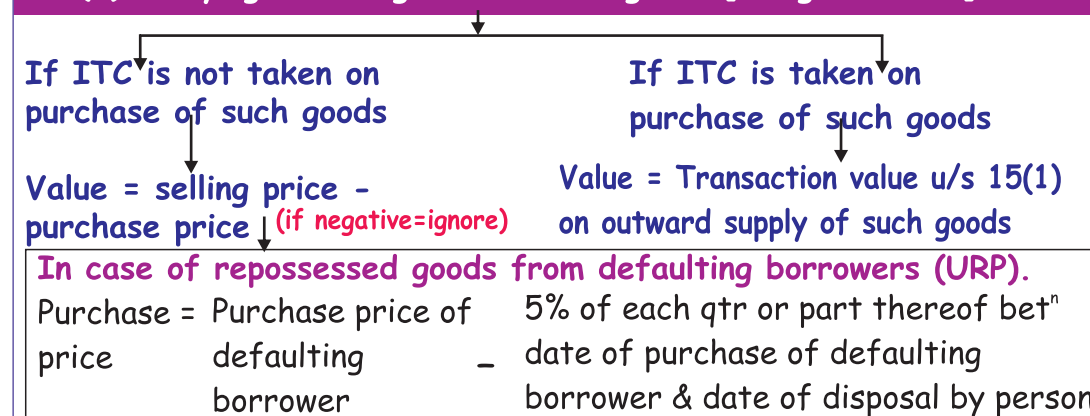 If ITC is not taken on
purchase of such goods
Value = selling price -
purchase price (if negative=ignore)
If ITC is taken on
purchase of such goods
Value = Transaction value u/s 15(1)
on outward supply of such goods
In case of repossessed goods from defaulting borrowers (URP).
Purchase = Purchase price of 5% of each qtr or part thereof betⁿ
price defaulting – date of purchase of defaulting
borrower borrower & date of disposal by person